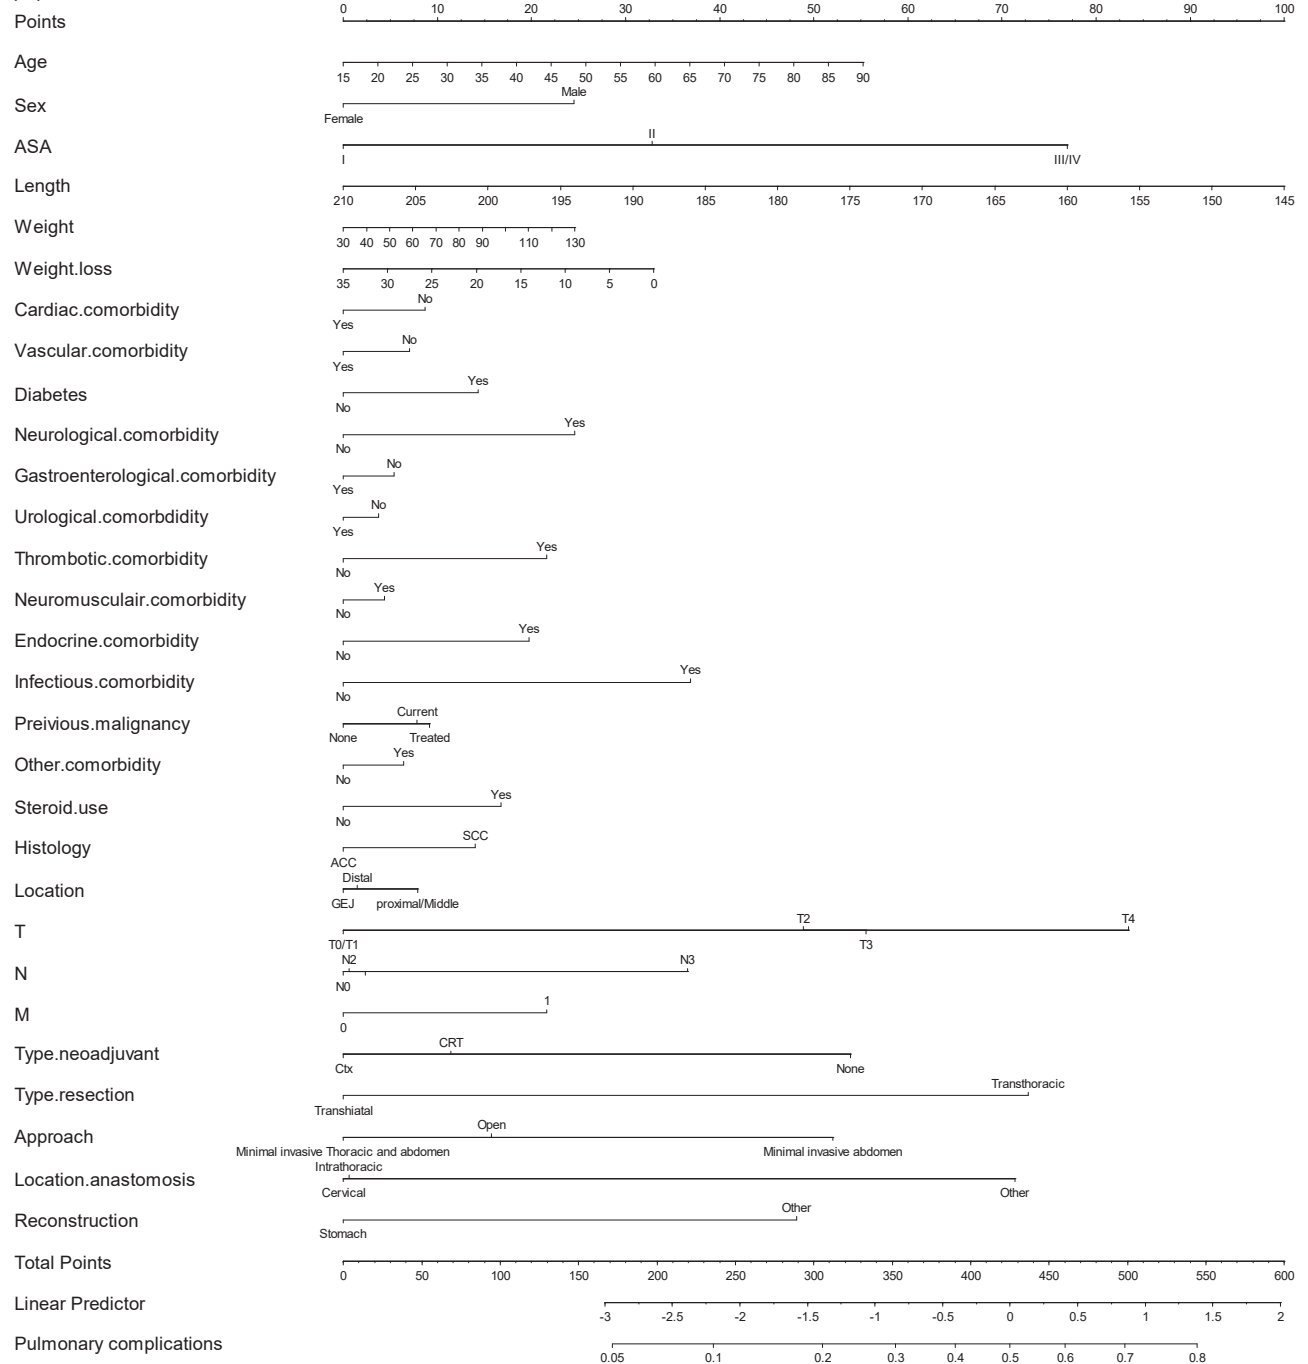 0 10 20 30 40 50 60 70 80 90 100
Points
Age
15 20 25 30 35 40 45 50 55 60 65 70 75 80 85 90
Male
Sex
Female
II
ASA
I III/IV
Length
210 205 200 195 190 185 180 175 170 165 160 155 150 145
Weight
30 40 50 60 70 80 90 110 130
Weight.loss
35 30 25 20 15 10 5 0
No
Cardiac.comorbidity
Yes
No
Vascular.comorbidity
Yes
Yes
Diabetes
No
Yes
Neurological.comorbidity
No
No
Gastroenterological.comorbidity
Yes
No
Urological.comorbdidity
Yes
Yes
Thrombotic.comorbidity
No
Yes
Neuromusculair.comorbidity
No
Yes
Endocrine.comorbidity
No
Yes
Infectious.comorbidity
No
Current
Preivious.malignancy
None Treated
Yes
Other.comorbidity
No
Yes
Steroid.use
No
SCC
Histology
ACC
Distal
Location
GEJ proximal/Middle
T2 T4
T
T0/T1 T3
N2 N3
N
N0
1
M
0
CRT
Type.neoadjuvant
Ctx None
Transthoracic
Type.resection
Transhiatal
Open
Approach
Minimal invasive Thoracic and abdomen Minimal invasive abdomen
Intrathoracic
Location.anastomosis
Cervical Other
Other
Reconstruction
Stomach
Total Points
0 50 100 150 200 250 300 350 400 450 500 550 600
Linear Predictor
-3 -2.5 -2 -1.5 -1 -0.5 0 0.5 1 1.5 2
Pulmonary complications
0.05 0.1 0.2 0.3 0.4 0.5 0.6 0.7 0.8